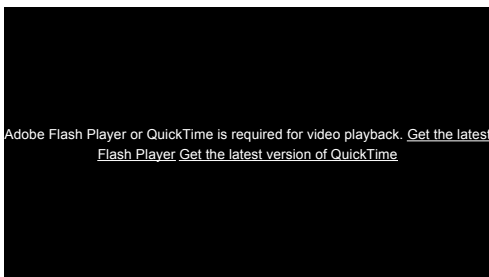 Adobe Flash Player or QuickTime is required for video playback. Get the latest
Flash Player Get the latest version of QuickTime